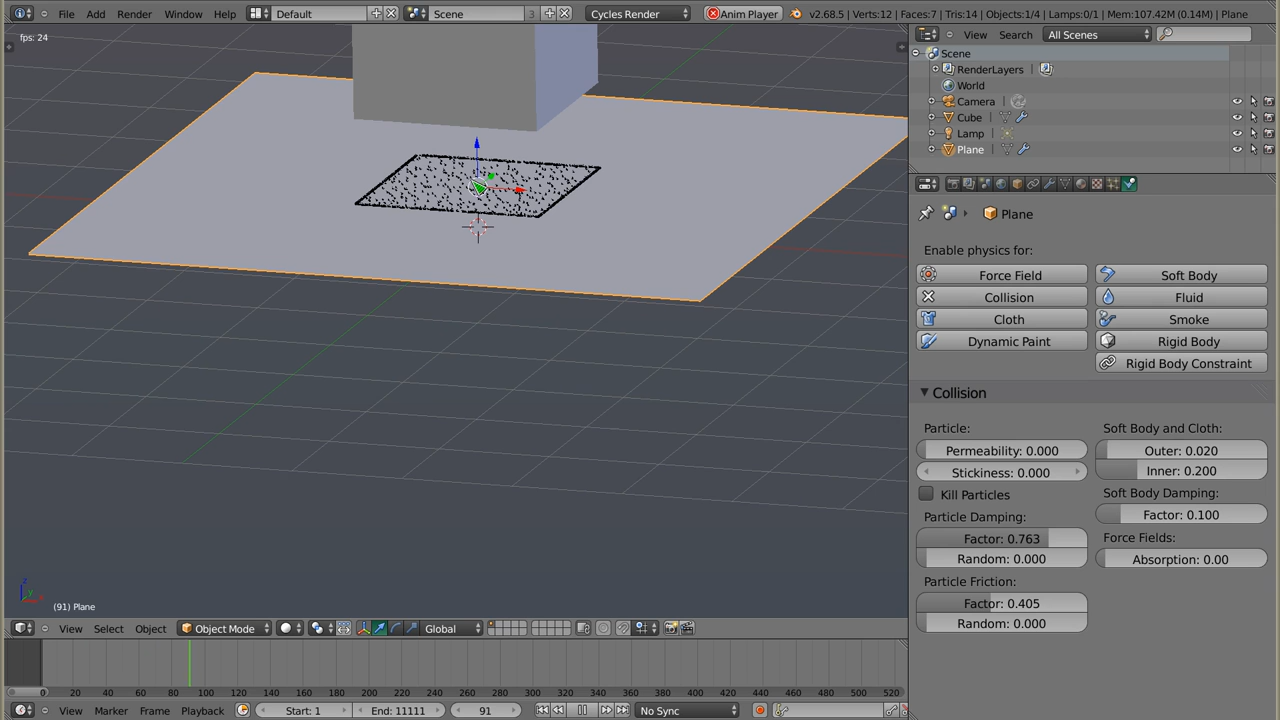 File Add Render Window Help Default Scene 3 Cycles Render Anim Player v2.68.5 | Verts:12 | Faces:7 | Tris:14 | Objects:1/4 | Lamps:0/1 | Mem:107.42M (0.14M) | Plane
fps: 24
View Search All Scenes
Scene
RenderLayers |
World
Camera
Cube
Lamp
Plane
Plane
Enable physics for:
Force Field Soft Body
Collision Fluid
Cloth Smoke
Dynamic Paint Rigid Body
Rigid Body Constraint
Collision
Particle: Soft Body and Cloth:
Permeability: 0.000 Outer: 0.020
Stickiness: 0.000 Inner: 0.200
Kill Particles Soft Body Damping:
Particle Damping: Factor: 0.100
Factor: 0.763 Force Fields:
Random: 0.000 Absorption: 0.00
Particle Friction:
Factor: 0.405
Random: 0.000
z
y
x
(91) Plane
View Select Object Object Mode Global
0 20 40 60 80 100 120 140 160 180 200 220 240 260 280 300 320 340 360 380 400 420 440 460 480 500 520
View Marker Frame Playback Start: 1 End: 11111 91 No Sync